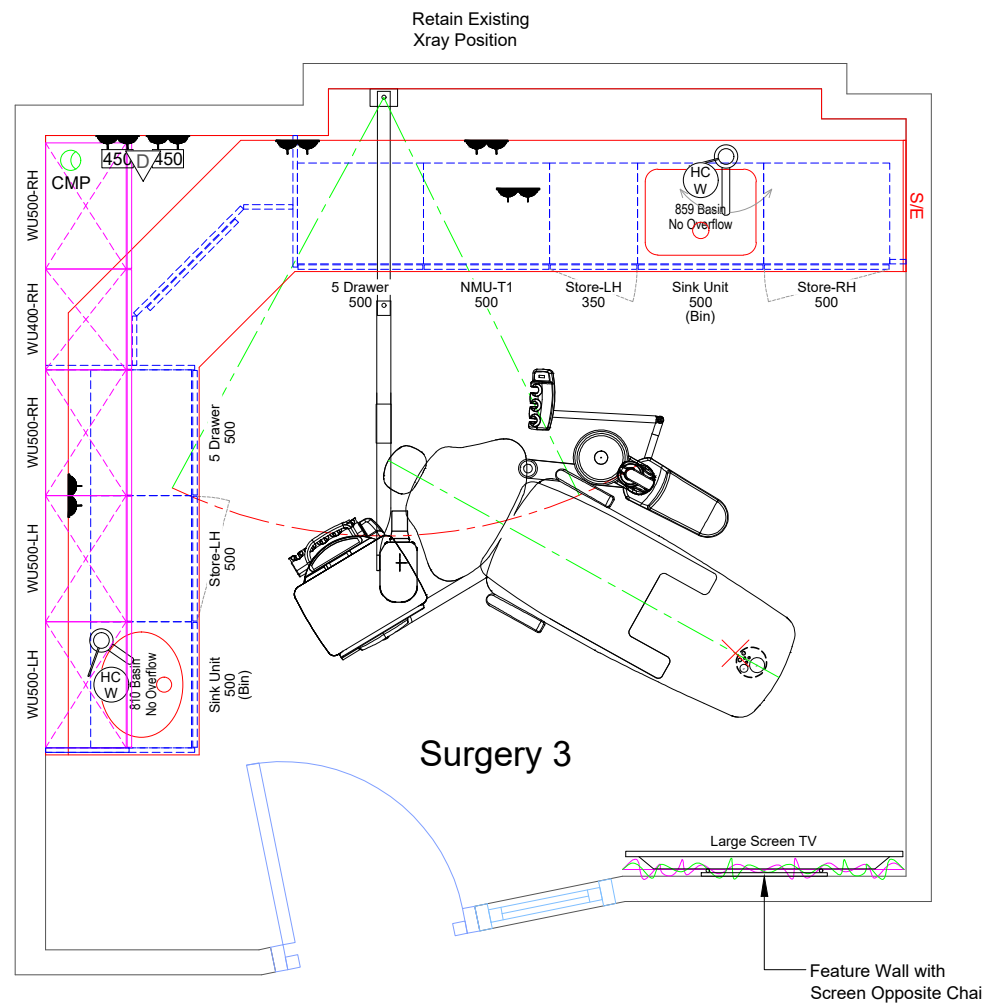 Retain Existing
Xray Position
450
D
450
CMP
WU500-RH
WU400-RH
WU500-RH
WU500-LH
WU500-LH
HC
W
859 Basin
No Overflow
S/E
5 Drawer
500
NMU-T1
500
Store-LH
350
Sink Unit
500
(Bin)
Store-RH
500
5 Drawer
500
Store-LH
500
Sink Unit
500
(Bin)
HC
W
810 Basin
No Overflow
Surgery 3
Large Screen TV
Feature Wall with
Screen Opposite Chai